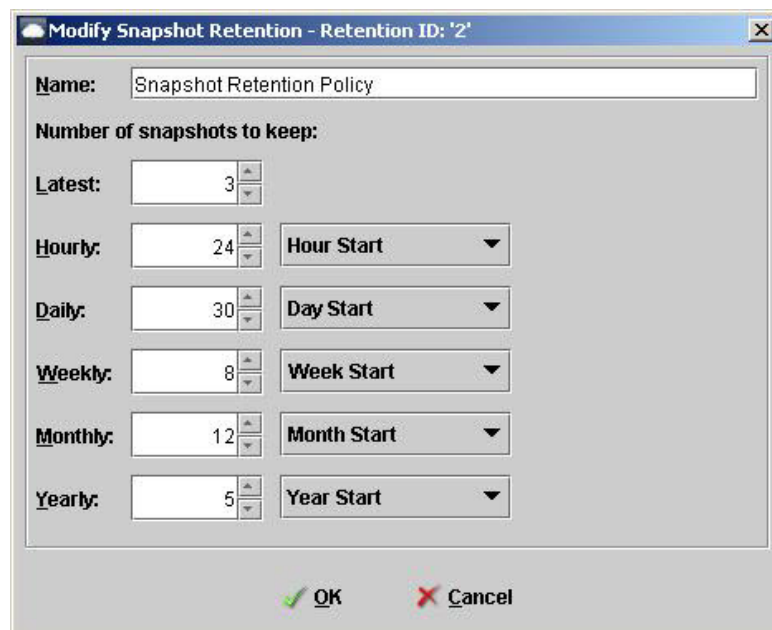 Modify Snapshot Retention - Retention ID: '2'
Name: Snapshot Retention Policy
Number of snapshots to keep:
Latest: 3
Hourly: 24 Hour Start
Daily: 30 Day Start
Weekly: 8 Week Start
Monthly: 12 Month Start
Yearly: 5 Year Start
OK Cancel